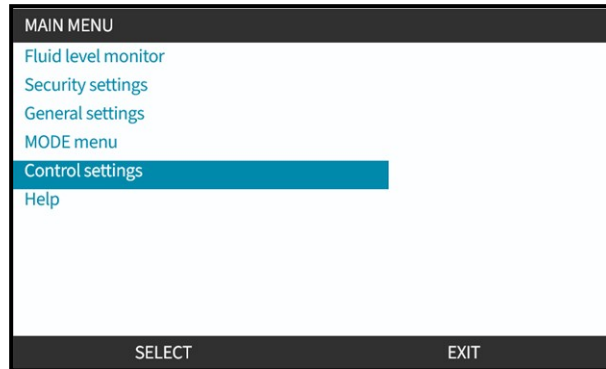 MAIN MENU
Fluid level monitor
Security settings
General settings
MODE menu
Control settings
Help
SELECT EXIT